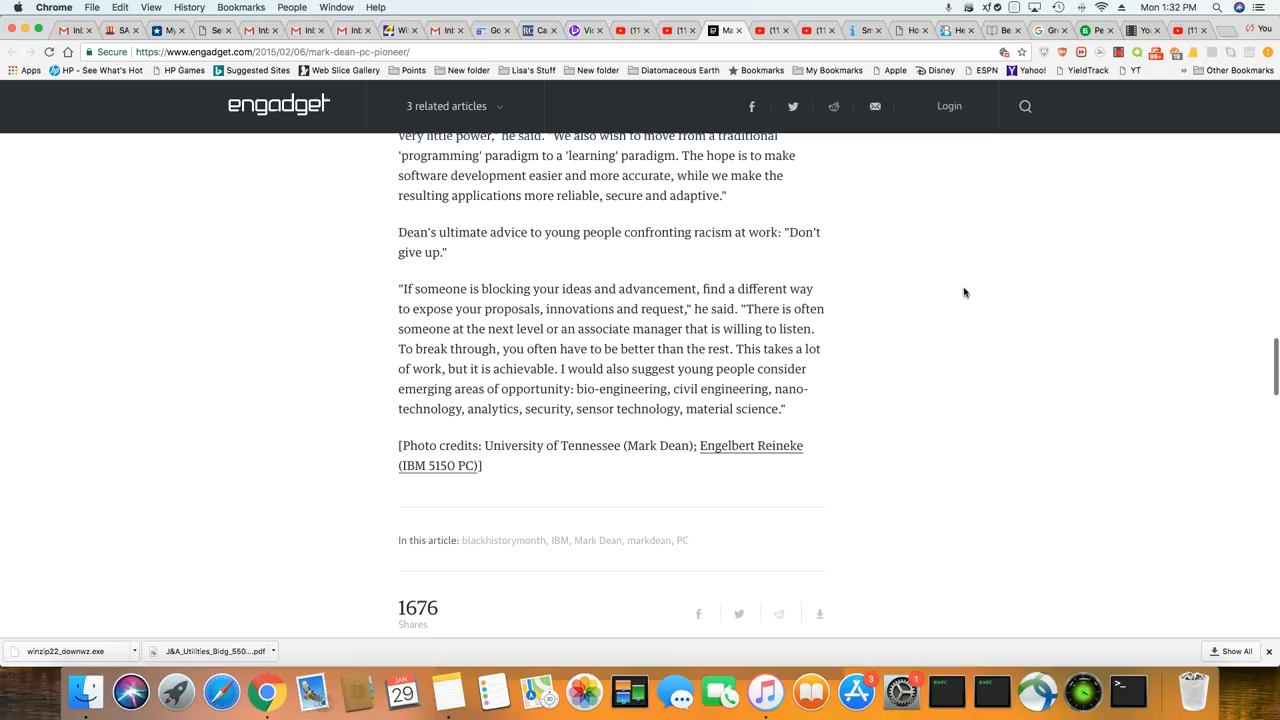 Chrome File Edit View History Bookmarks People Window Help Mon 1:32 PM
Secure https://www.engadget.com/2015/02/06/mark-dean-pc-pioneer/
Apps HP - See What's Hot HP Games Suggested Sites Web Slice Gallery Points New folder Lisa's Stuff New folder Diatomaceous Earth Bookmarks My Bookmarks Apple Disney ESPN Yahoo! YieldTrack YT » Other Bookmarks
engadget 3 related articles Login
very little power," he said. "We also wish to move from a traditional
'programming' paradigm to a 'learning' paradigm. The hope is to make
software development easier and more accurate, while we make the
resulting applications more reliable, secure and adaptive."
Dean's ultimate advice to young people confronting racism at work: "Don't
give up."
"If someone is blocking your ideas and advancement, find a different way
to expose your proposals, innovations and request," he said. "There is often
someone at the next level or an associate manager that is willing to listen.
To break through, you often have to be better than the rest. This takes a lot
of work, but it is achievable. I would also suggest young people consider
emerging areas of opportunity: bio-engineering, civil engineering, nano-
technology, analytics, security, sensor technology, material science."
[Photo credits: University of Tennessee (Mark Dean); Engelbert Reineke
(IBM 5150 PC)]
In this article: blackhistorymonth, IBM, Mark Dean, markdean, PC
1676
Shares
winzip22_downwz.exe J&A_Utilities_Bldg_550....pdf Show All
JAN
29
3
1
exec
exec